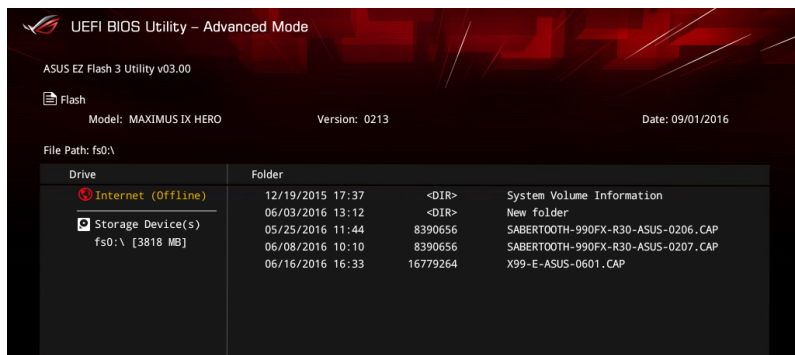 UEFI BIOS Utility – Advanced Mode
ASUS EZ Flash 3 Utility v03.00
Flash
Model: MAXIMUS IX HERO Version: 0213 Date: 09/01/2016
File Path: fs0:\
Drive Folder
Internet (Offline) 12/19/2015 17:37 <DIR> System Volume Information
06/03/2016 13:12 <DIR> New folder
Storage Device(s) 05/25/2016 11:44 8390656 SABERTOOTH-990FX-R30-ASUS-0206.CAP
fs0:\ [3818 MB] 06/08/2016 10:10 8390656 SABERTOOTH-990FX-R30-ASUS-0207.CAP
06/16/2016 16:33 16779264 X99-E-ASUS-0601.CAP